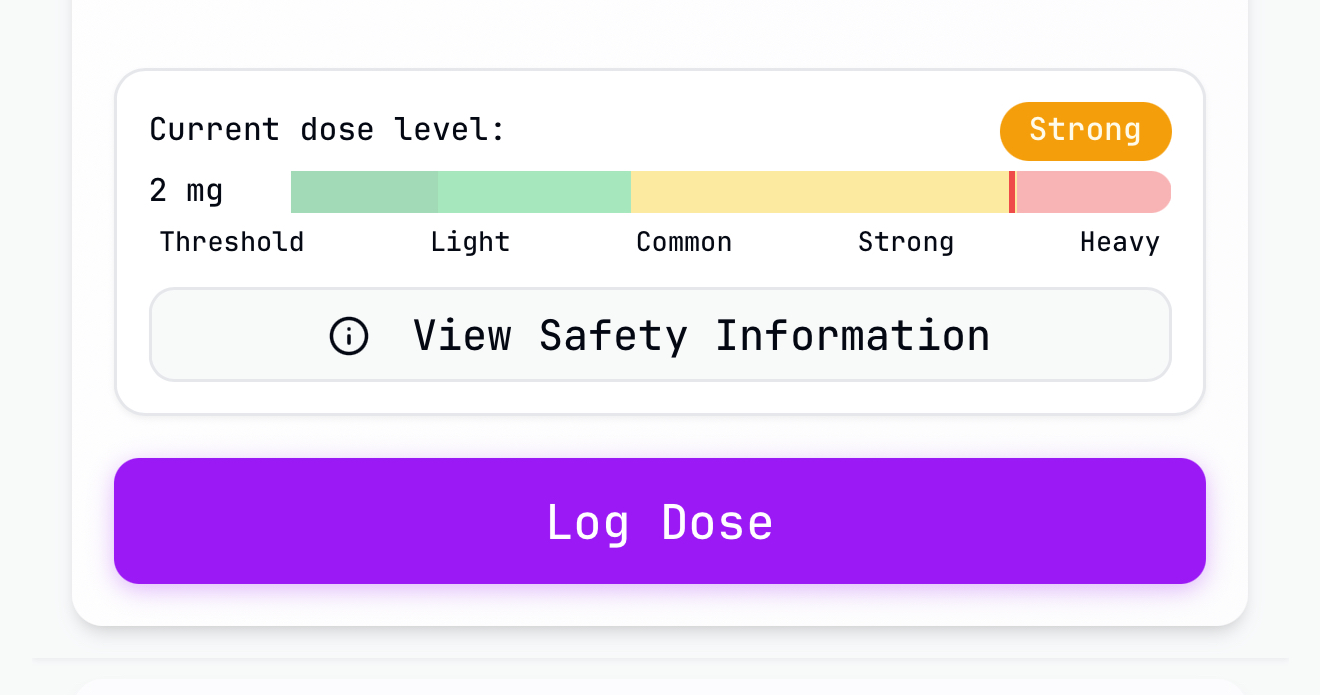 Current dose level:
Strong
2 mg
Threshold Light Common Strong Heavy
View Safety Information
Log Dose